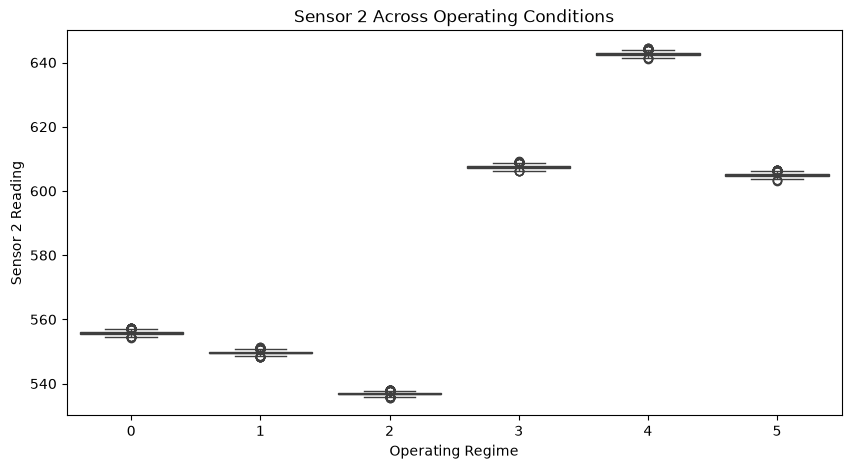 Sensor 2 Across Operating Conditions
Sensor 2 Reading
640
620
600
580
560
540
0 1 2 3 4 5
Operating Regime